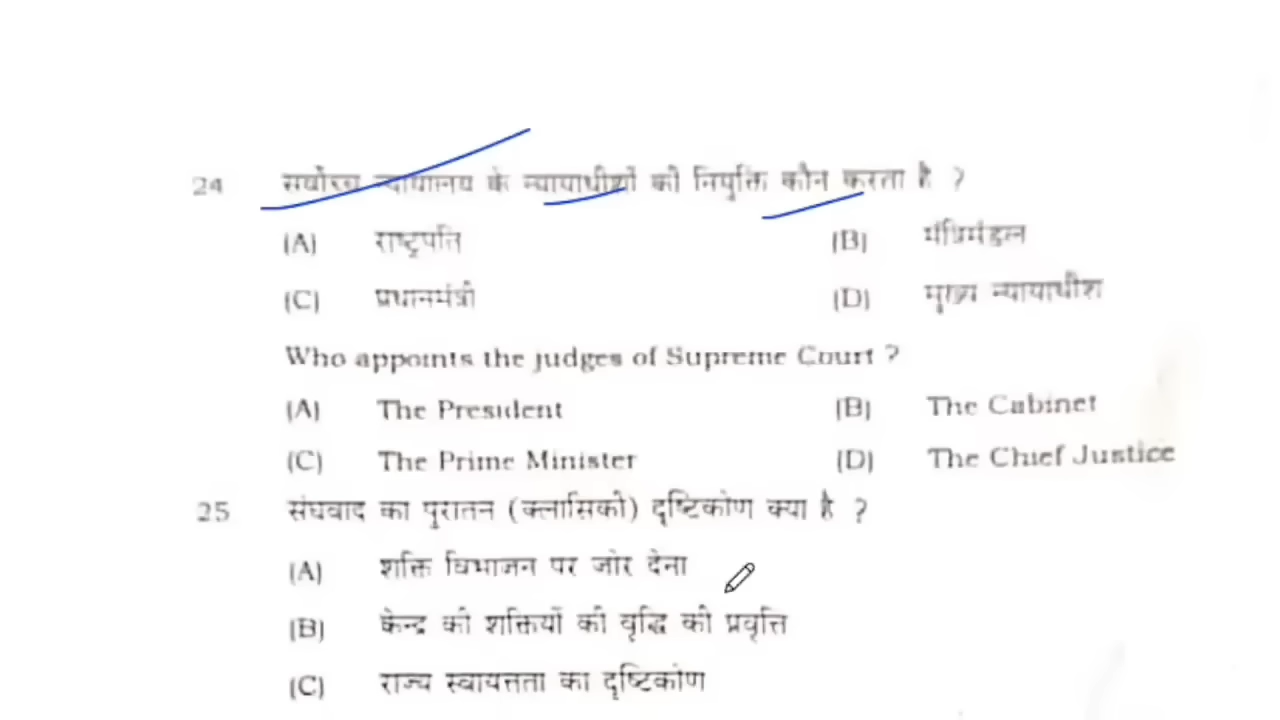 24 सर्वोच्च न्यायालय के न्यायाधीशों की नियुक्ति कौन करता है ?
(A) राष्ट्रपति (B) मंत्रिमंडल
(C) प्रधानमंत्री (D) मुख्य न्यायाधीश
Who appoints the judges of Supreme Court ?
(A) The President (B) The Cabinet
(C) The Prime Minister (D) The Chief Justice
25 संघवाद का पुरातन (क्लासिकी) दृष्टिकोण क्या है ?
(A) शक्ति विभाजन पर जोर देना
(B) केन्द्र की शक्तियों की वृद्धि की प्रवृत्ति
(C) राज्य स्वायत्तता का दृष्टिकोण